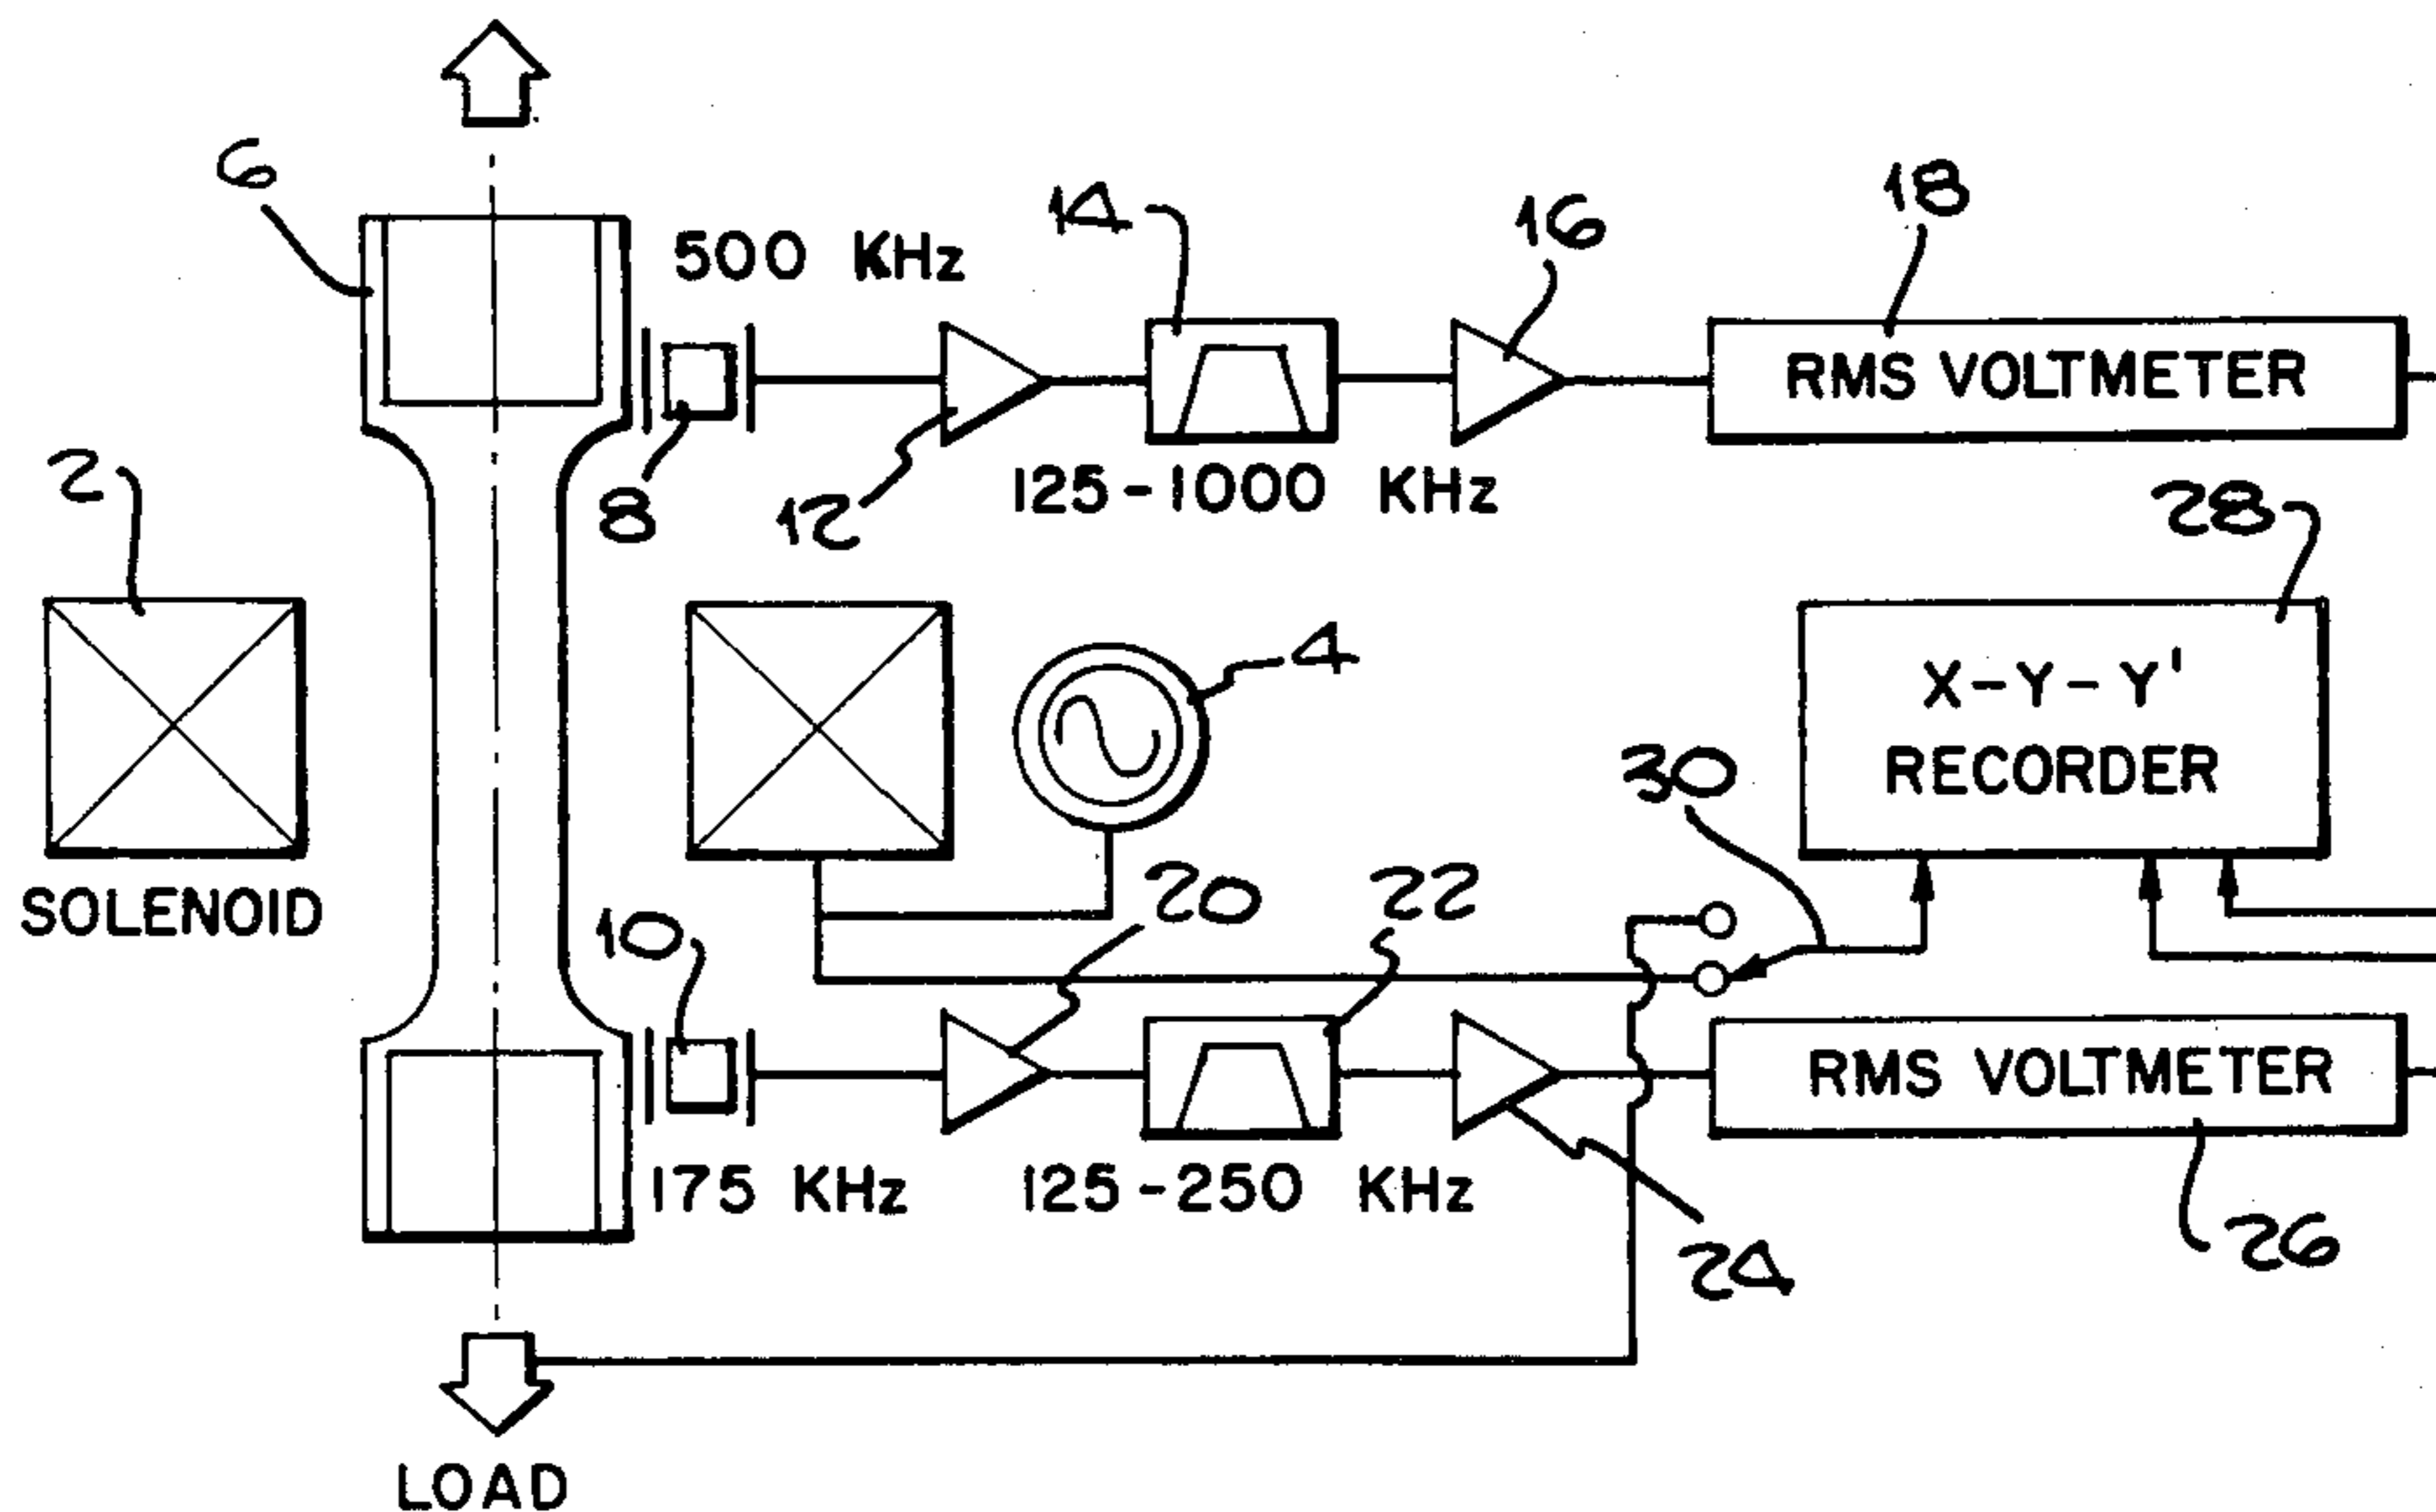 6
500 KHz
14
16
18
RMS VOLTMETER
2
8
12
125-1000 KHz
28
4
X-Y-Y'
RECORDER
30
SOLENOID
10
20
22
RMS VOLTMETER
175 KHz
125-250 KHz
24
26
LOAD